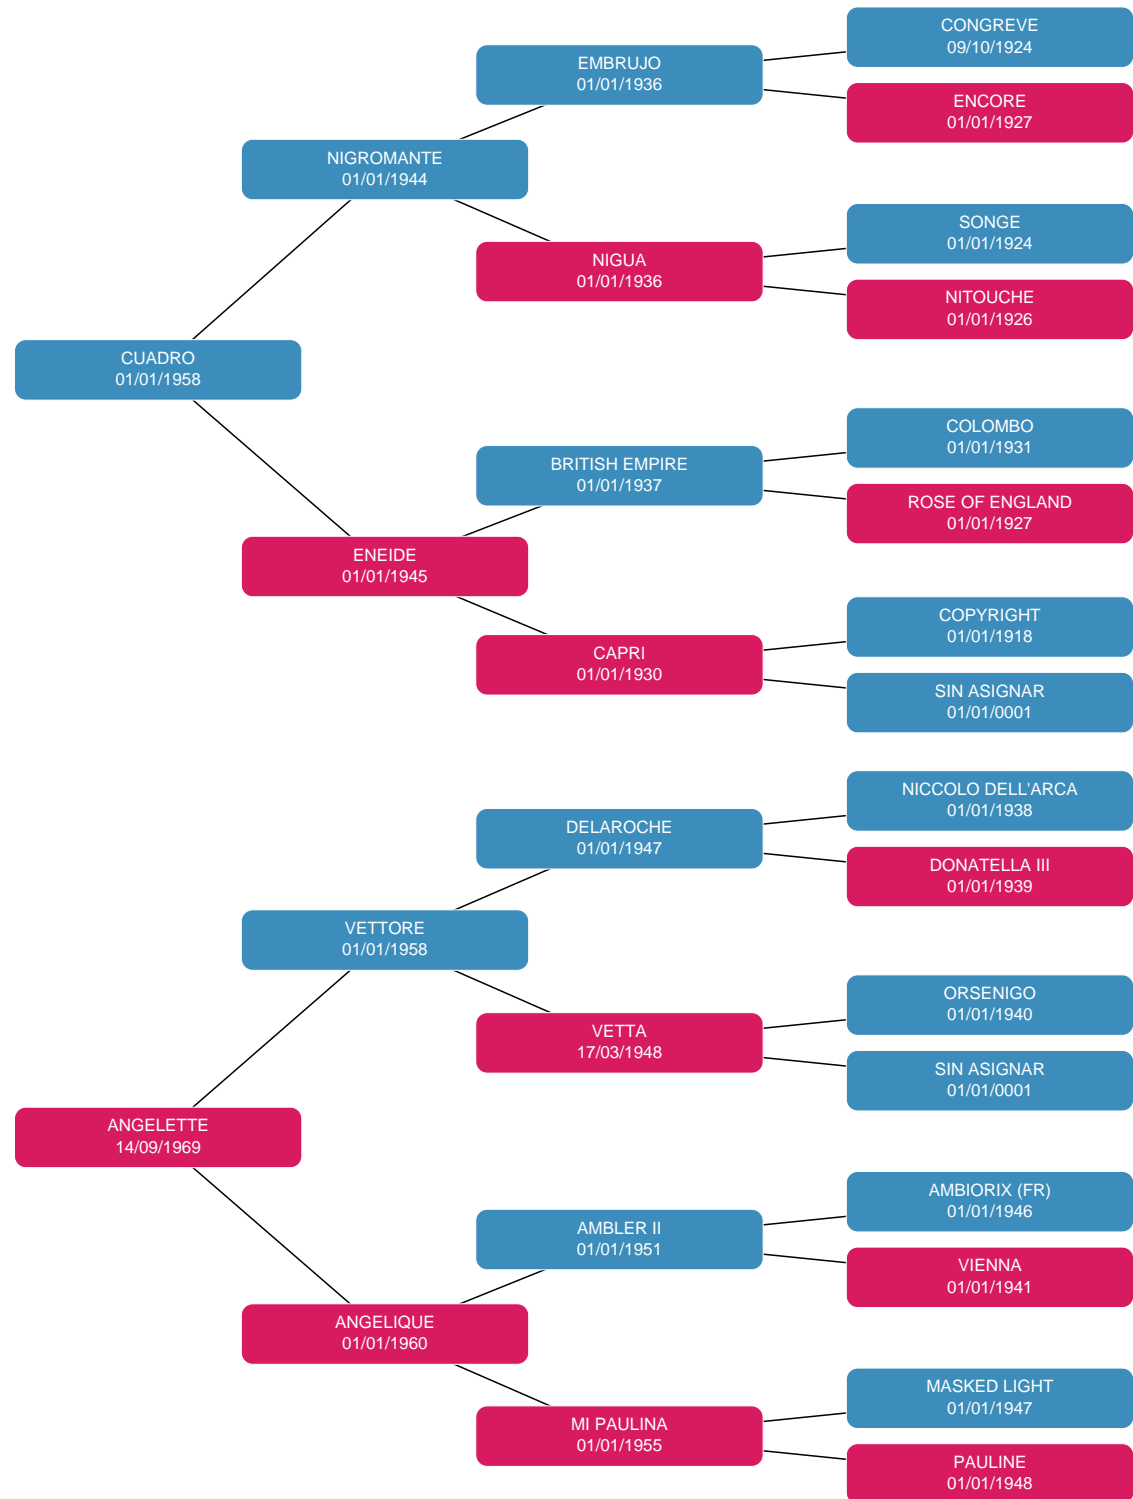 CONGREVE
09/10/1924
EMBRUJO
01/01/1936
ENCORE
01/01/1927
NIGROMANTE
01/01/1944
SONGE
01/01/1924
NIGUA
01/01/1936
NITOUCHE
01/01/1926
CUADRO
01/01/1958
COLOMBO
01/01/1931
BRITISH EMPIRE
01/01/1937
ROSE OF ENGLAND
01/01/1927
ENEIDE
01/01/1945
COPYRIGHT
01/01/1918
CAPRI
01/01/1930
SIN ASIGNAR
01/01/0001
NICCOLO DELL'ARCA
01/01/1938
DELAROCHE
01/01/1947
DONATELLA III
01/01/1939
VETTORE
01/01/1958
ORSENIGO
01/01/1940
VETTA
17/03/1948
SIN ASIGNAR
01/01/0001
ANGELETTE
14/09/1969
AMBIORIX (FR)
01/01/1946
AMBLER II
01/01/1951
VIENNA
01/01/1941
ANGELIQUE
01/01/1960
MASKED LIGHT
01/01/1947
MI PAULINA
01/01/1955
PAULINE
01/01/1948